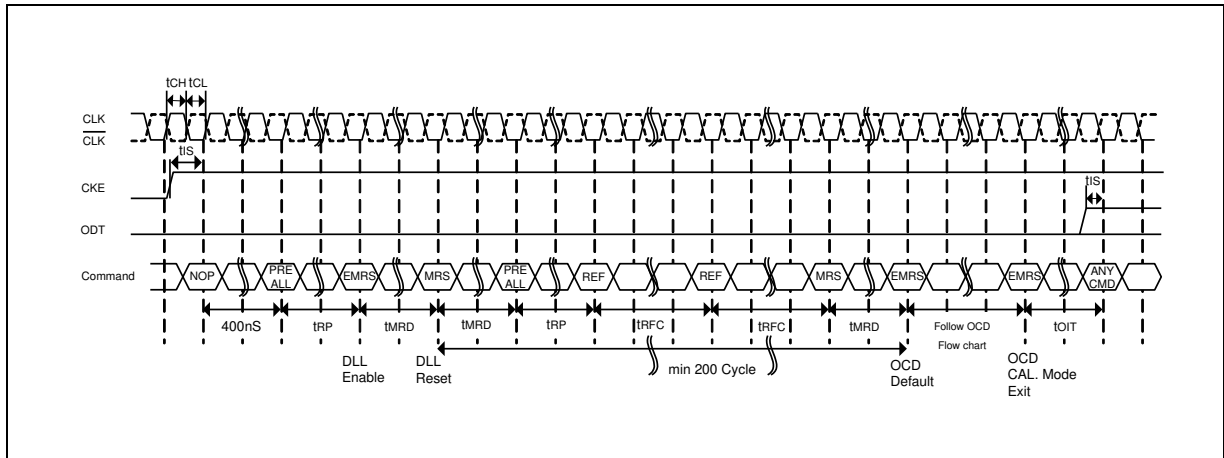 tCH tCL
CLK
CLK
tIS
CKE
tIS
ODT
Command
NOP
PRE
ALL
EMRS
MRS
PRE
ALL
REF
REF
MRS
EMRS
EMRS
ANY
CMD
400nS
tRP
tMRD
tMRD
tRP
tRFC
tRFC
tMRD
Follow OCD
Flow chart
tOIT
DLL
Enable
DLL
Reset
min 200 Cycle
OCD
Default
OCD
CAL. Mode
Exit